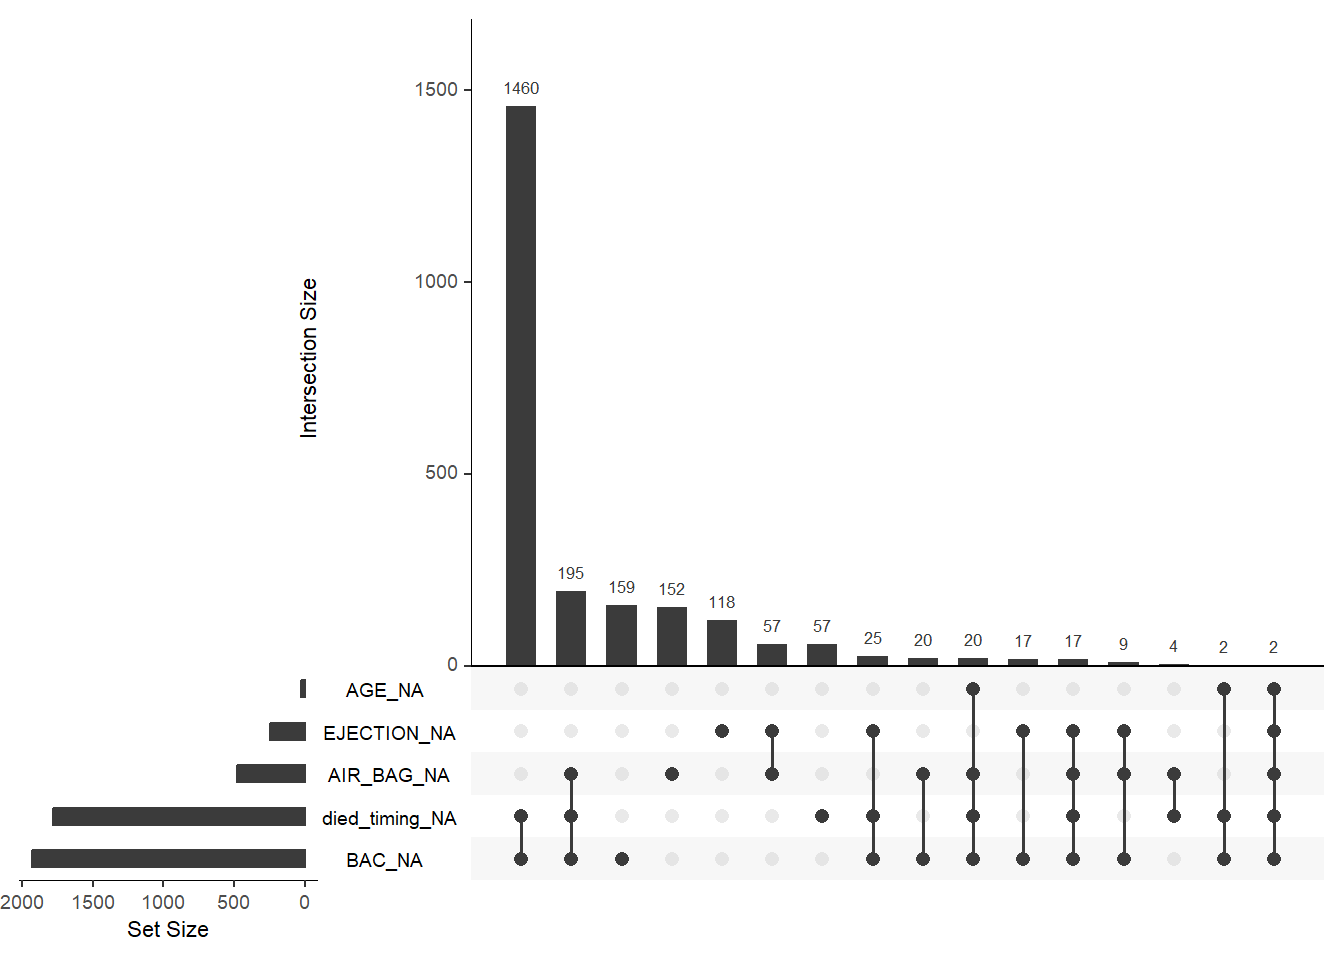 1500
1000
500
0
Intersection Size
1460
195
159
152
118
57
57
25
20
20
17
17
9
4
2
2
AGE_NA
EJECTION_NA
AIR_BAG_NA
died_timing_NA
BAC_NA
2000 1500 1000 500 0
Set Size